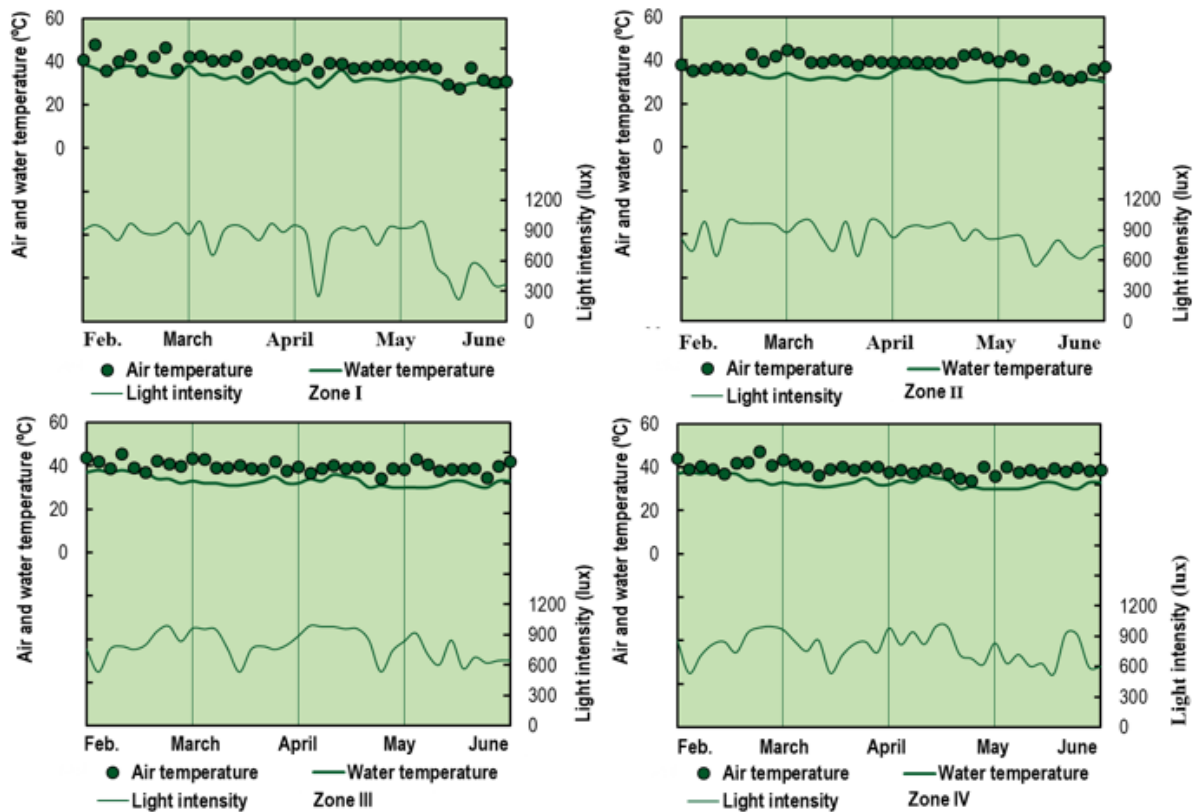 Air and water temperature (ºC)
60
40
20
0
Light intensity (lux)
1200
900
600
300
0
Feb. March April May June
Air temperature Water temperature
Light intensity Zone I
Air and water temperature (ºC)
60
40
20
0
Light intensity (lux)
1200
900
600
300
0
Feb. March April May June
Air temperature Water temperature
Light intensity Zone II
Air and water temperature (ºC)
60
40
20
0
Light intensity (lux)
1200
900
600
300
0
Feb. March April May June
Air temperature Water temperature
Light intensity Zone III
Air and water temperature (ºC)
60
40
20
0
Light intensity (lux)
1200
900
600
300
0
Feb. March April May June
Air temperature Water temperature
Light intensity Zone IV